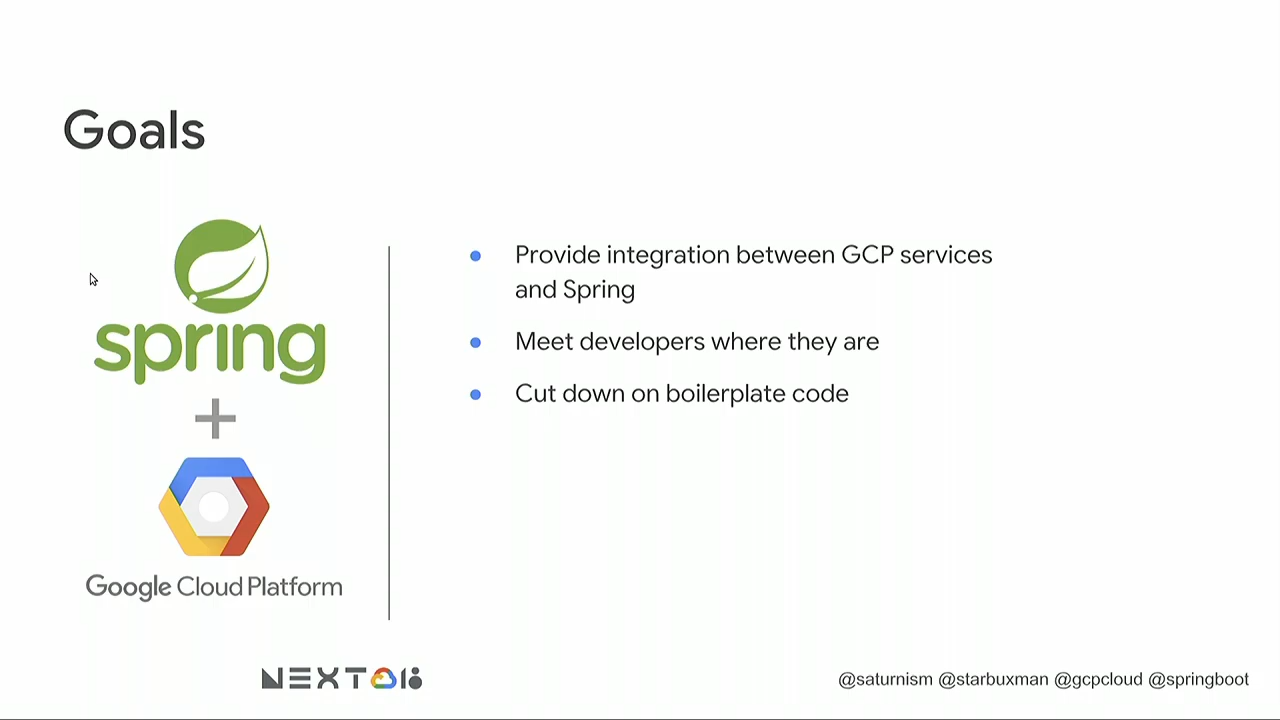 Goals
spring
+
Google Cloud Platform
Provide integration between GCP services
and Spring
Meet developers where they are
Cut down on boilerplate code
NEXT 18
@saturnism @starbuxman @gcpcloud @springboot